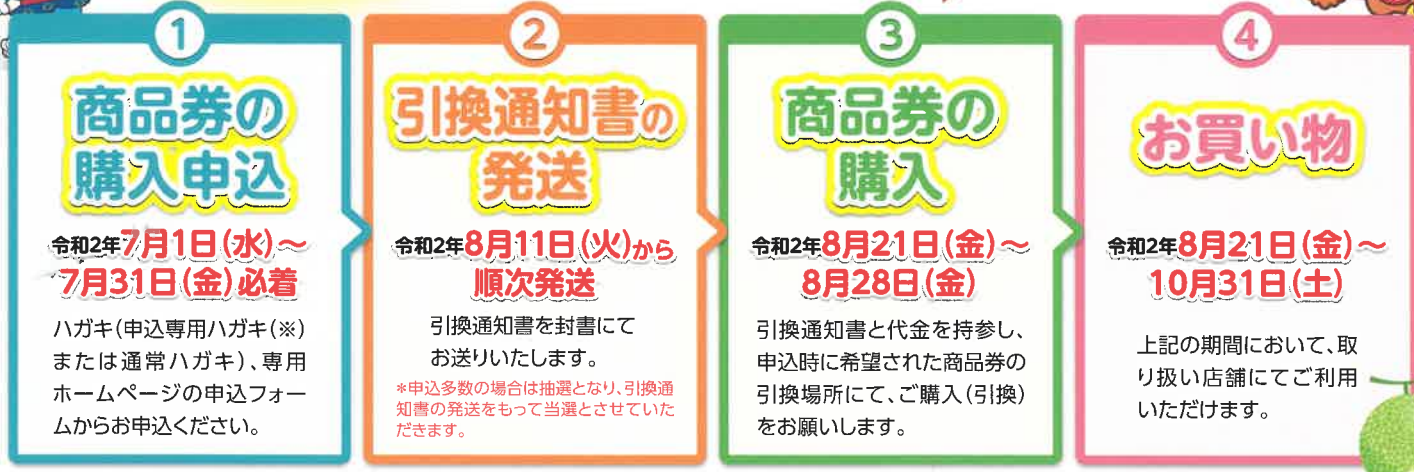 1
商品券の
購入申込
令和2年7月1日(水)～
7月31日(金)必着
ハガキ(申込専用ハガキ(※)
または通常ハガキ)、専用
ホームページの申込フォー
ムからお申込ください。
2
引換通知書の
発送
令和2年8月11日(火)から
順次発送
引換通知書を封書にて
お送りいたします。
*申込多数の場合は抽選となり、引換通
知書の発送をもって当選とさせていた
だきます。
3
商品券の
購入
令和2年8月21日(金)～
8月28日(金)
引換通知書と代金を持参し、
申込時に希望された商品券の
引換場所にて、ご購入(引換)
をお願いします。
4
お買い物
令和2年8月21日(金)～
10月31日(土)
上記の期間において、取
り扱い店舗にてご利用
いただけます。